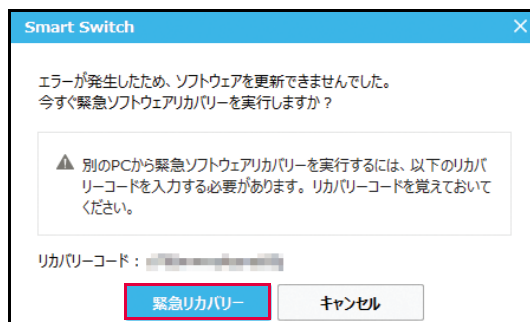 Smart Switch
エラーが発生したため、ソフトウェアを更新できませんでした。
今すぐ緊急ソフトウェアリカバリーを実行しますか？
別のPCから緊急ソフトウェアリカバリーを実行するには、以下のリカバ
リーコードを入力する必要があります。リカバリーコードを覚えておいて
ください。
リカバリーコード：
緊急リカバリー キャンセル